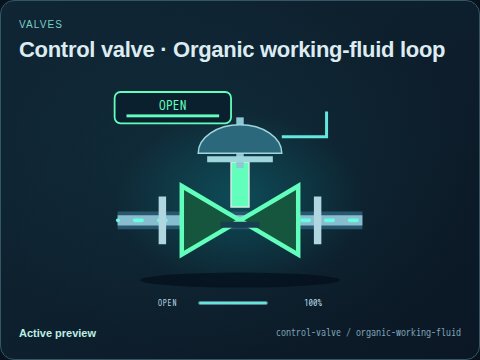 VALVES
Control valve · Organic working-fluid loop
OPEN
OPEN 100%
Active preview control-valve / organic-working-fluid